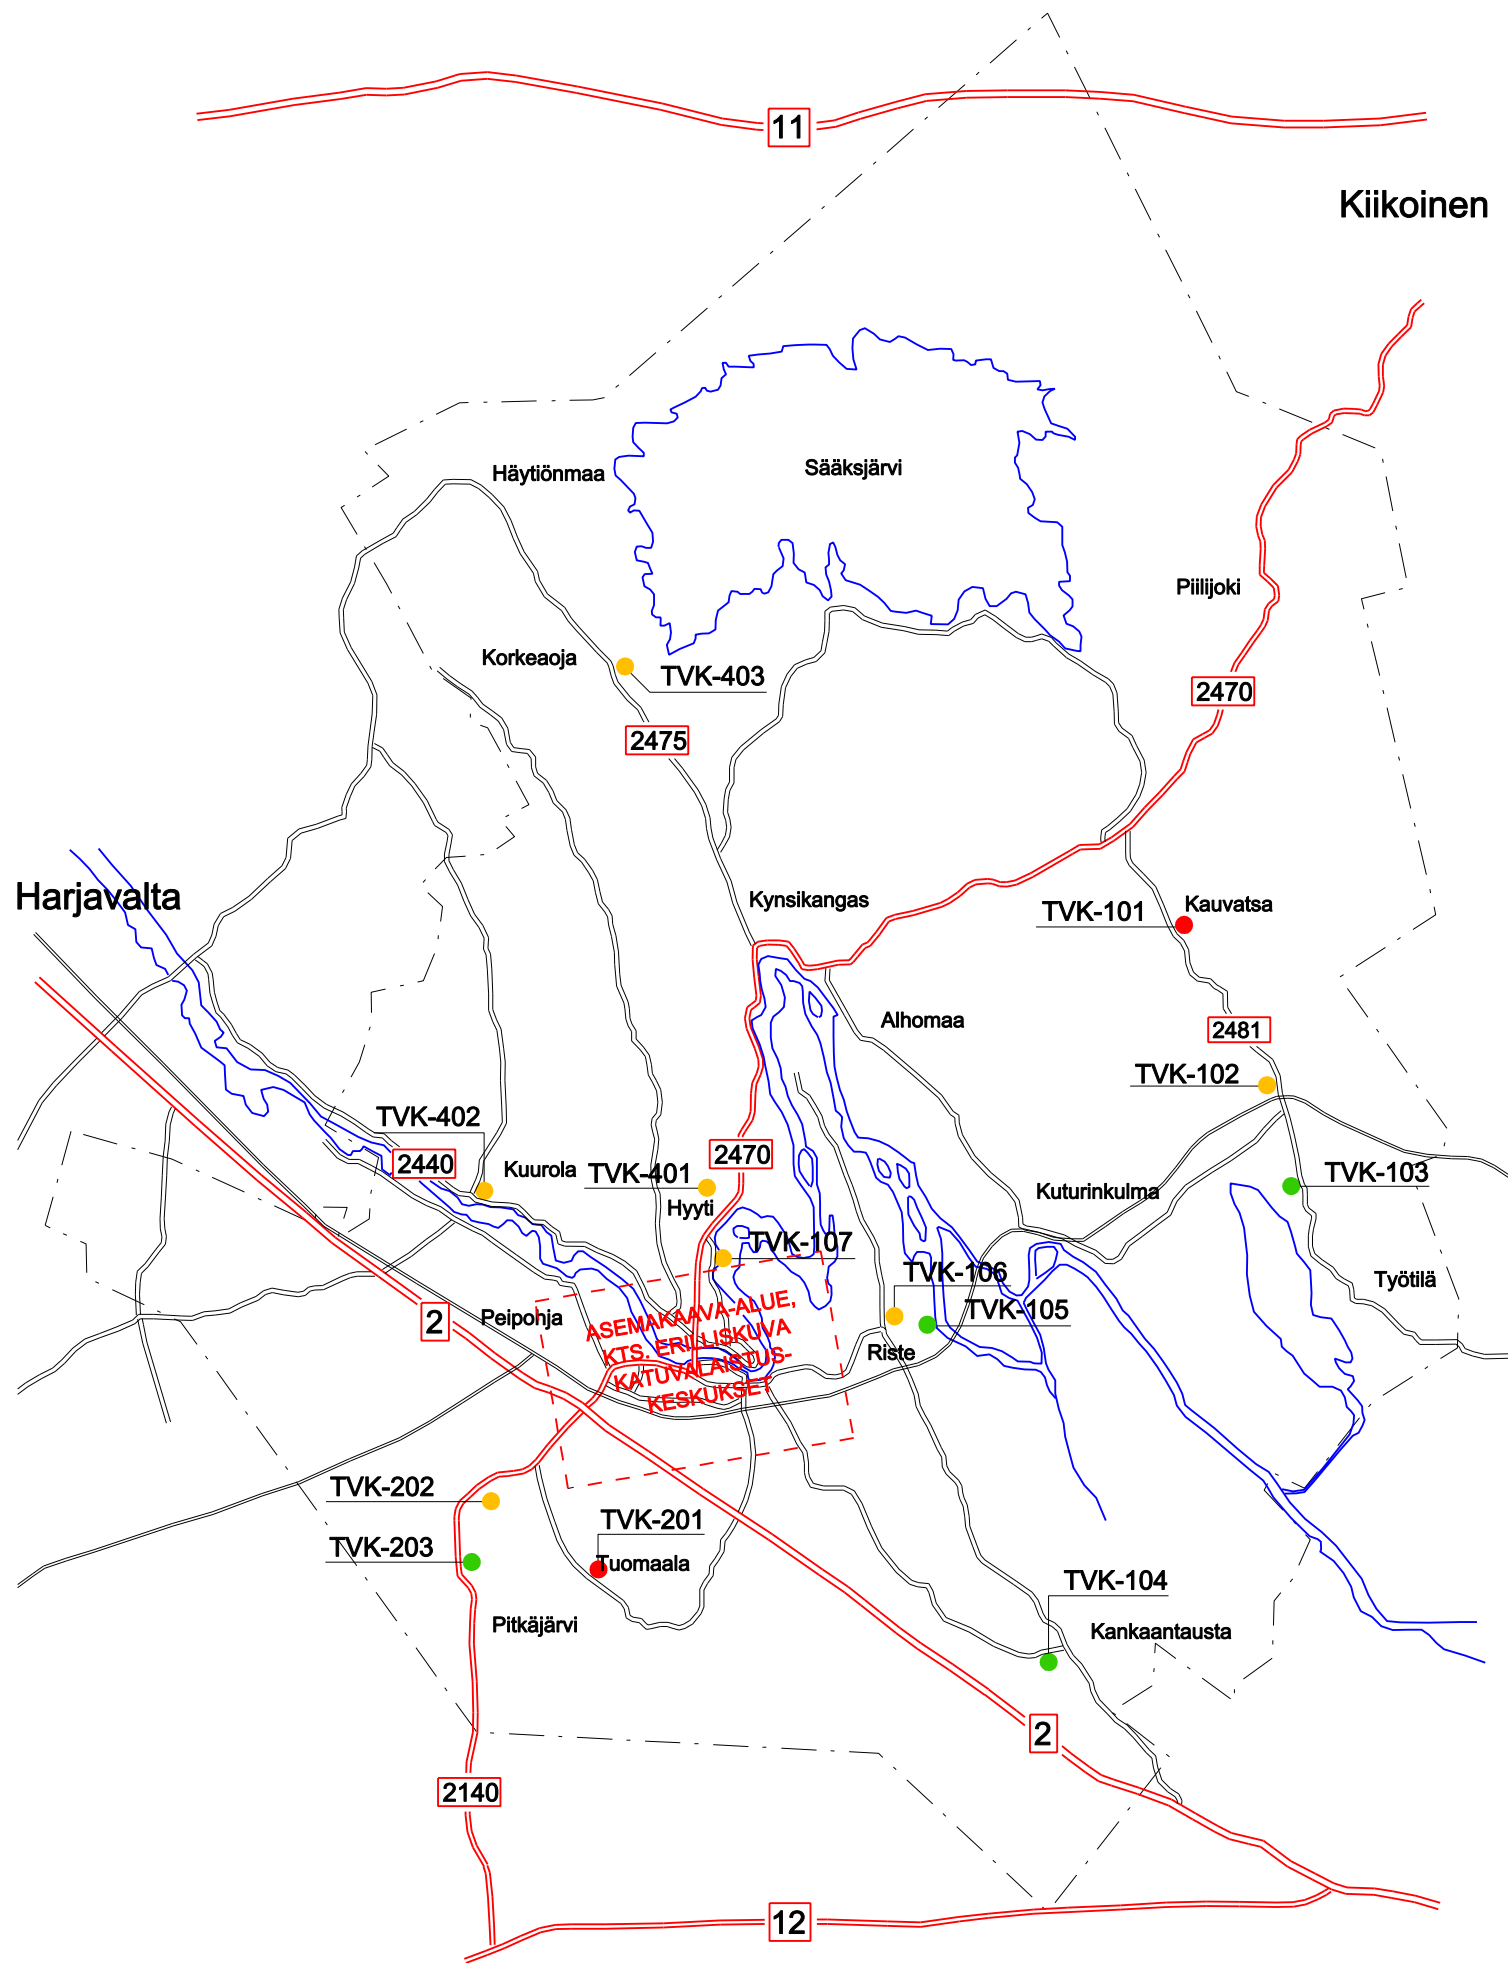 11
Kiikoinen
Häytiönmaa
Sääksjärvi
Piilijoki
Korkeaoja
TVK-403
2470
2475
Harjavalta
Kynsikangas
TVK-101
Kauvatsa
Alhomaa
2481
TVK-102
TVK-402
2440
Kuurola
TVK-401
2470
Hyyti
Kuturinkulma
TVK-103
TVK-107
TVK-106
TVK-105
Työtilä
2
Peipohja
ASEMAKAAVA-ALUE,
KTS. ERILLISKUVA
KATUVALAISTUS-
KESKUKSET
Riste
TVK-202
TVK-201
TVK-203
Tuomaala
TVK-104
Pitkäjärvi
Kankaantausta
2
2140
12